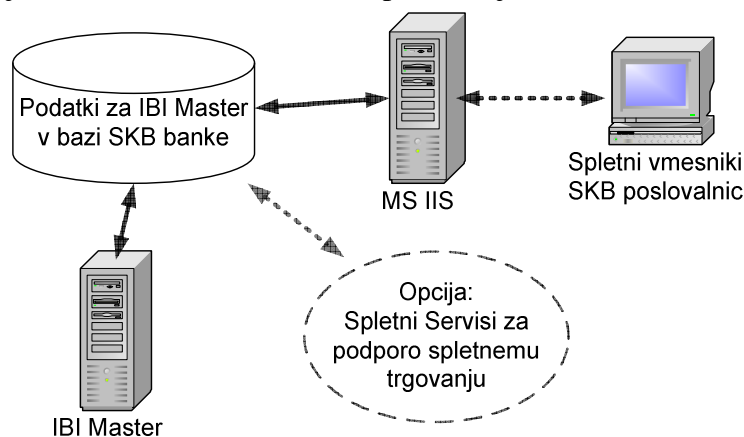 Podatki za IBI Master
v bazi SKB banke
MS IIS
Spletni vmesniki
SKB poslovalnic
Opcija:
Spletni Servisi za
podporo spletnemu
trgovanju
IBI Master